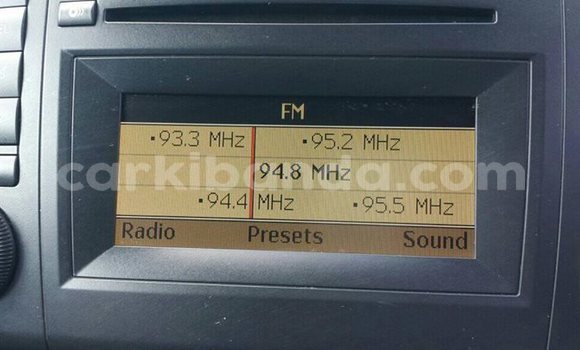 FM
•93.3 MHz •95.2 MHz
94.8 MHz
•94.4 MHz •95.5 MHz
Radio Presets Sound
carkibanda.com